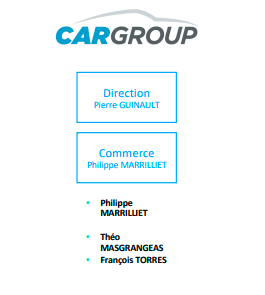 CARGROUP
Direction
Pierre GUINAULT
Commerce
Philippe MARRILLIET
• Philippe
MARRILLIET
• Théo
MASGRANGEAS
• François TORRES